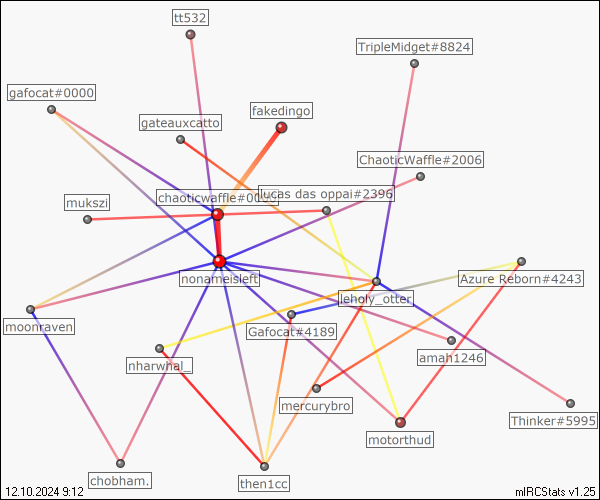 tt532
TripleMidget#8824
gafocat#0000
fakedingo
gateauxcatto
ChaoticWaffle#2006
chaoticwaffle#0
lucas das oppai#2396
mukszi
nonameisleft
Azure Reborn#4243
leholy_otter
moonraven
Gafocat#4189
amah1246
nharwhal_
mercurybro
Thinker#5995
motorthud
chobham.
then1cc
12.10.2024 9:12
mIRCStats v1.25